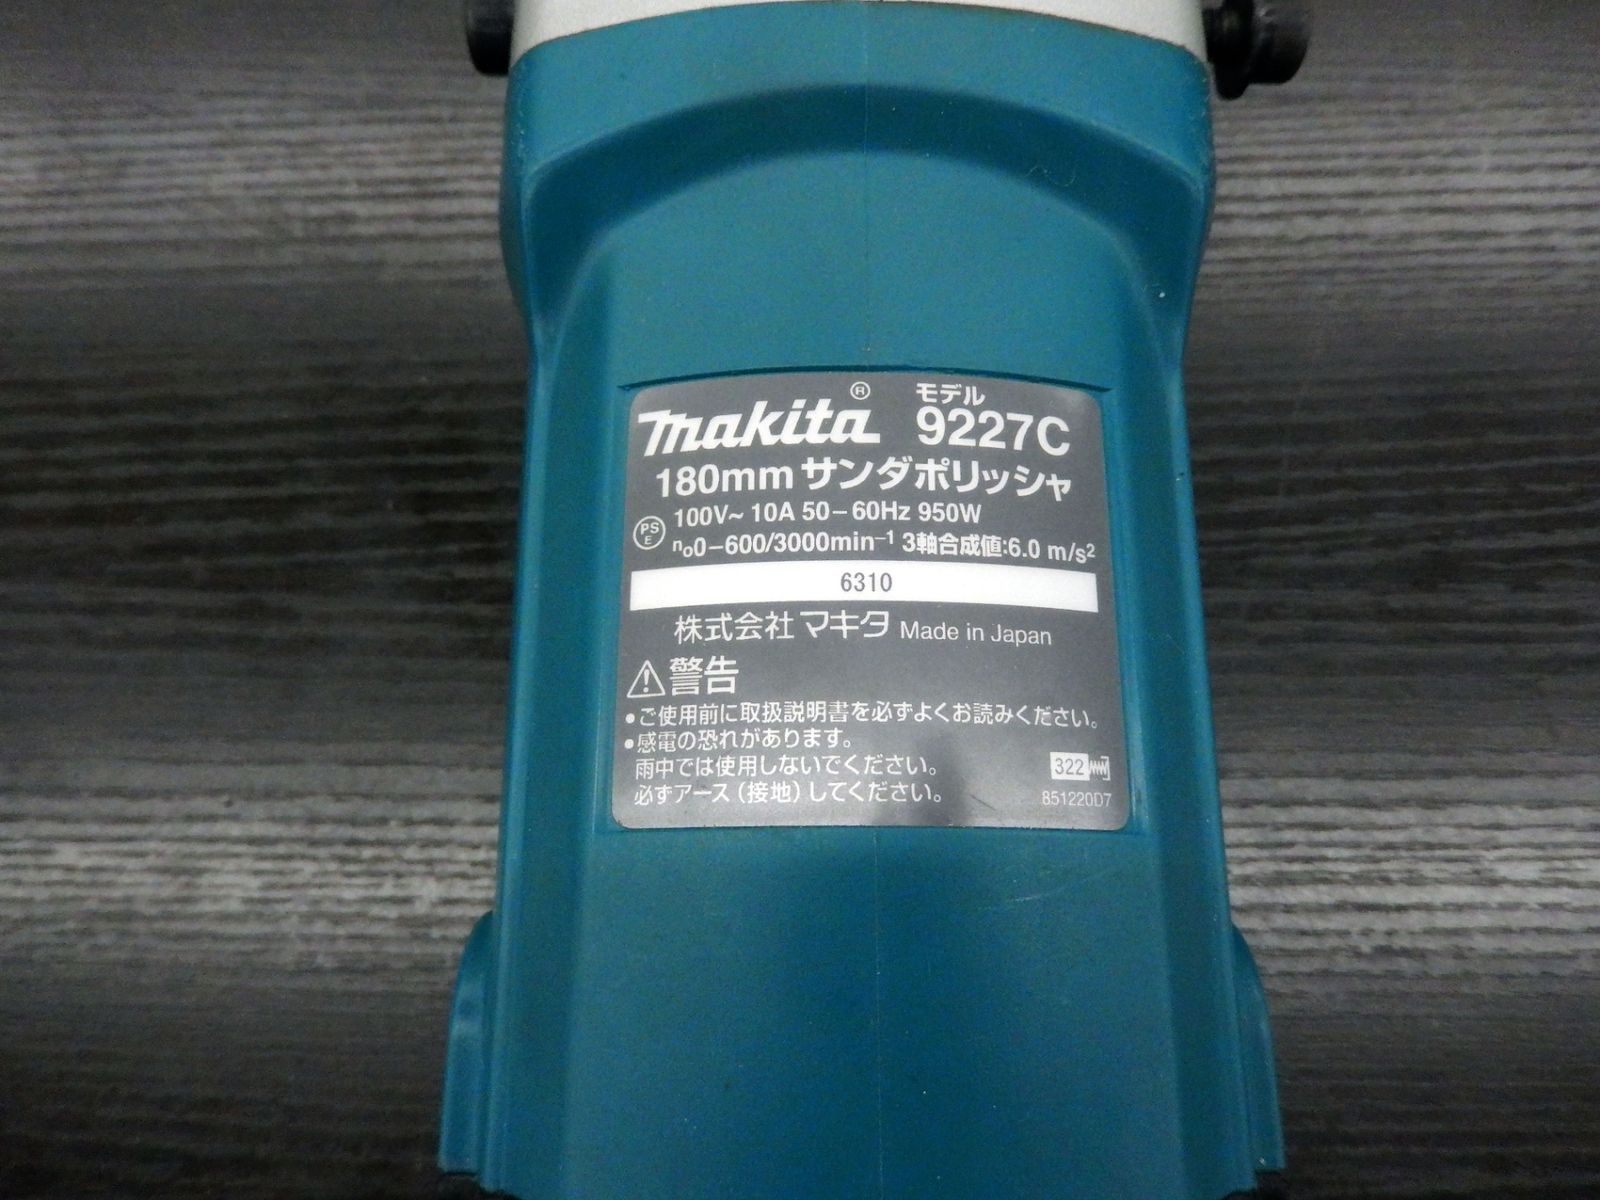 makita® モデル 9227C
180mm サンダポリッシャ
PS E 100V~ 10A 50-60Hz 950W
n₀0-600/3000min⁻¹ 3軸合成値:6.0 m/s²
6310
株式会社 マキタ Made in Japan
⚠警告
•ご使用前に取扱説明書を必ずよくお読みください。
•感電の恐れがあります。
雨中では使用しないでください。
必ずアース(接地)してください。
322
851220D7